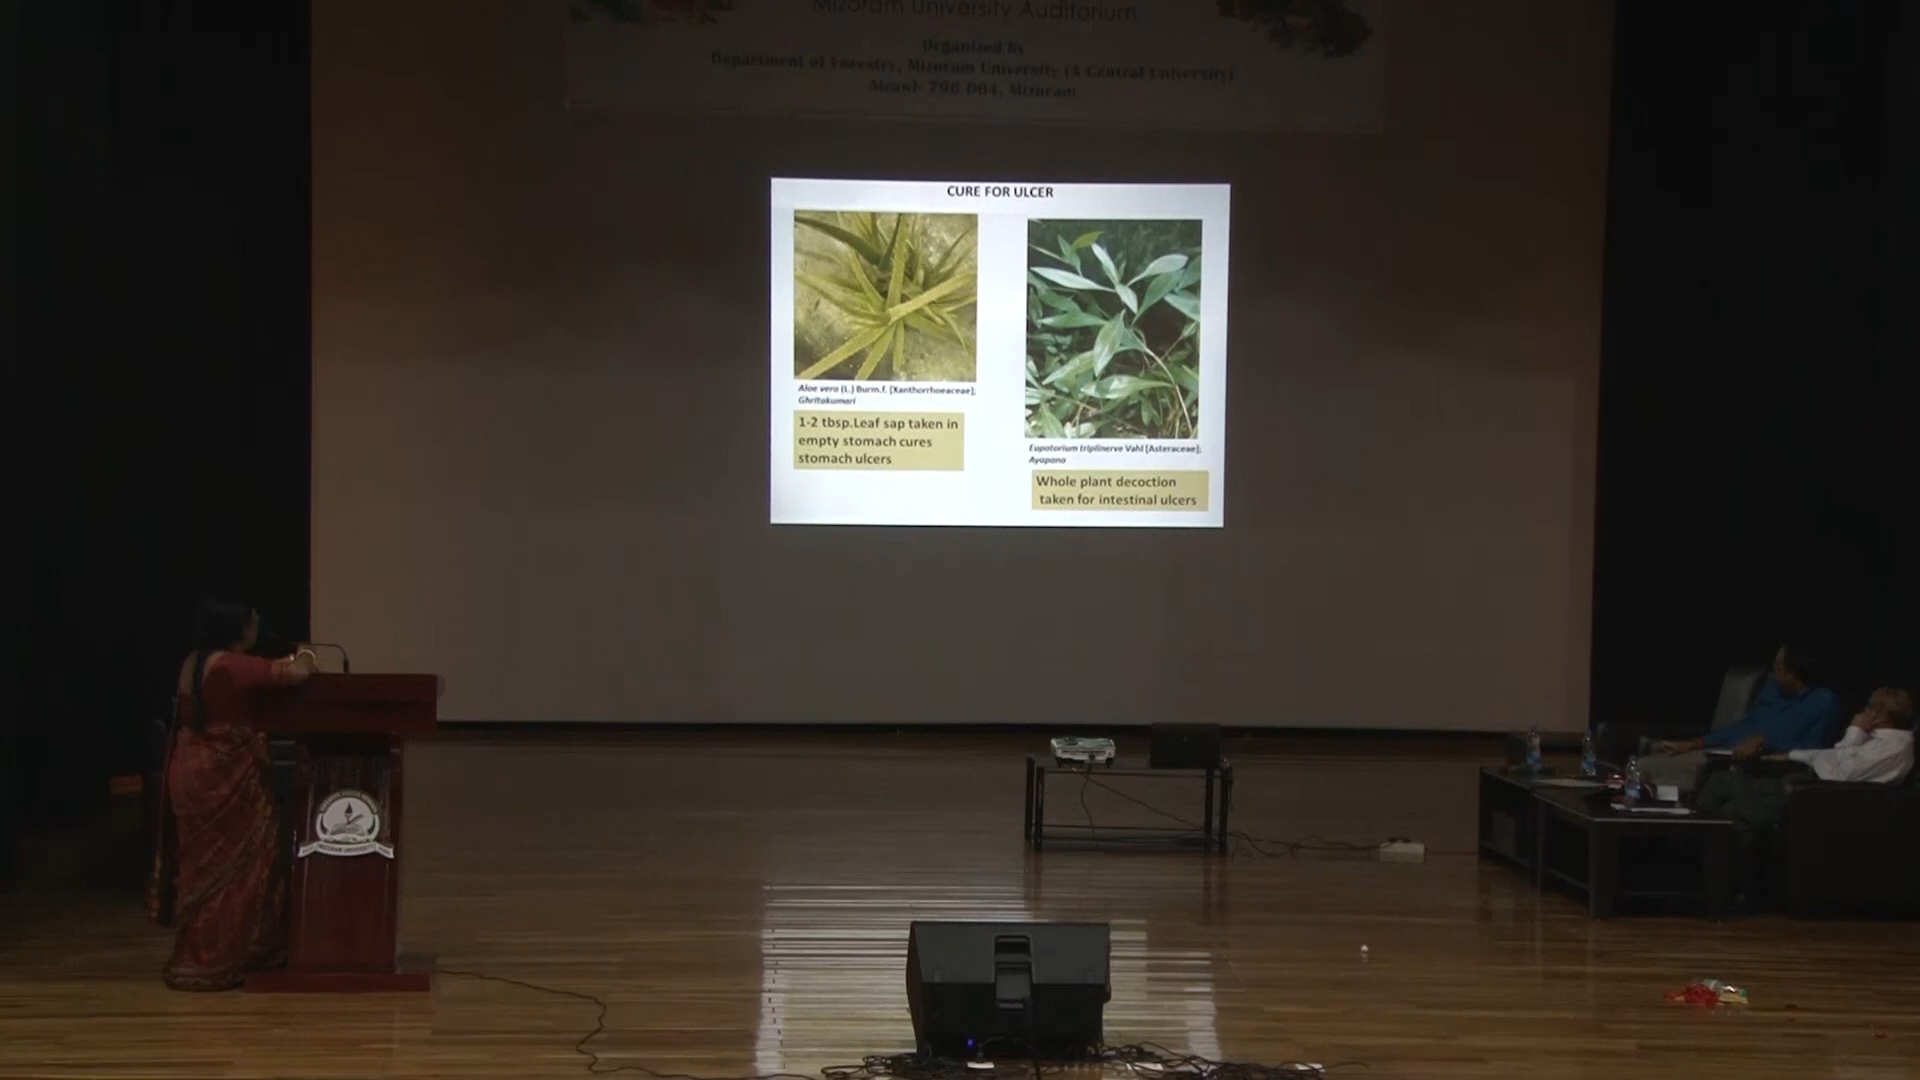 Mizoram University Auditorium
Organized by
Department of Forestry, Mizoram University (A Central University)
Aizawl- 796 004, Mizoram
CURE FOR ULCER
Aloe vera (L.) Burm.f. [Xanthorrhoeaceae];
Ghritakumari
1-2 tbsp.Leaf sap taken in
empty stomach cures
stomach ulcers
Eupatorium triplinerve Vahl [Asteraceae];
Ayapana
Whole plant decoction
taken for intestinal ulcers
MIZORAM UNIVERSITY